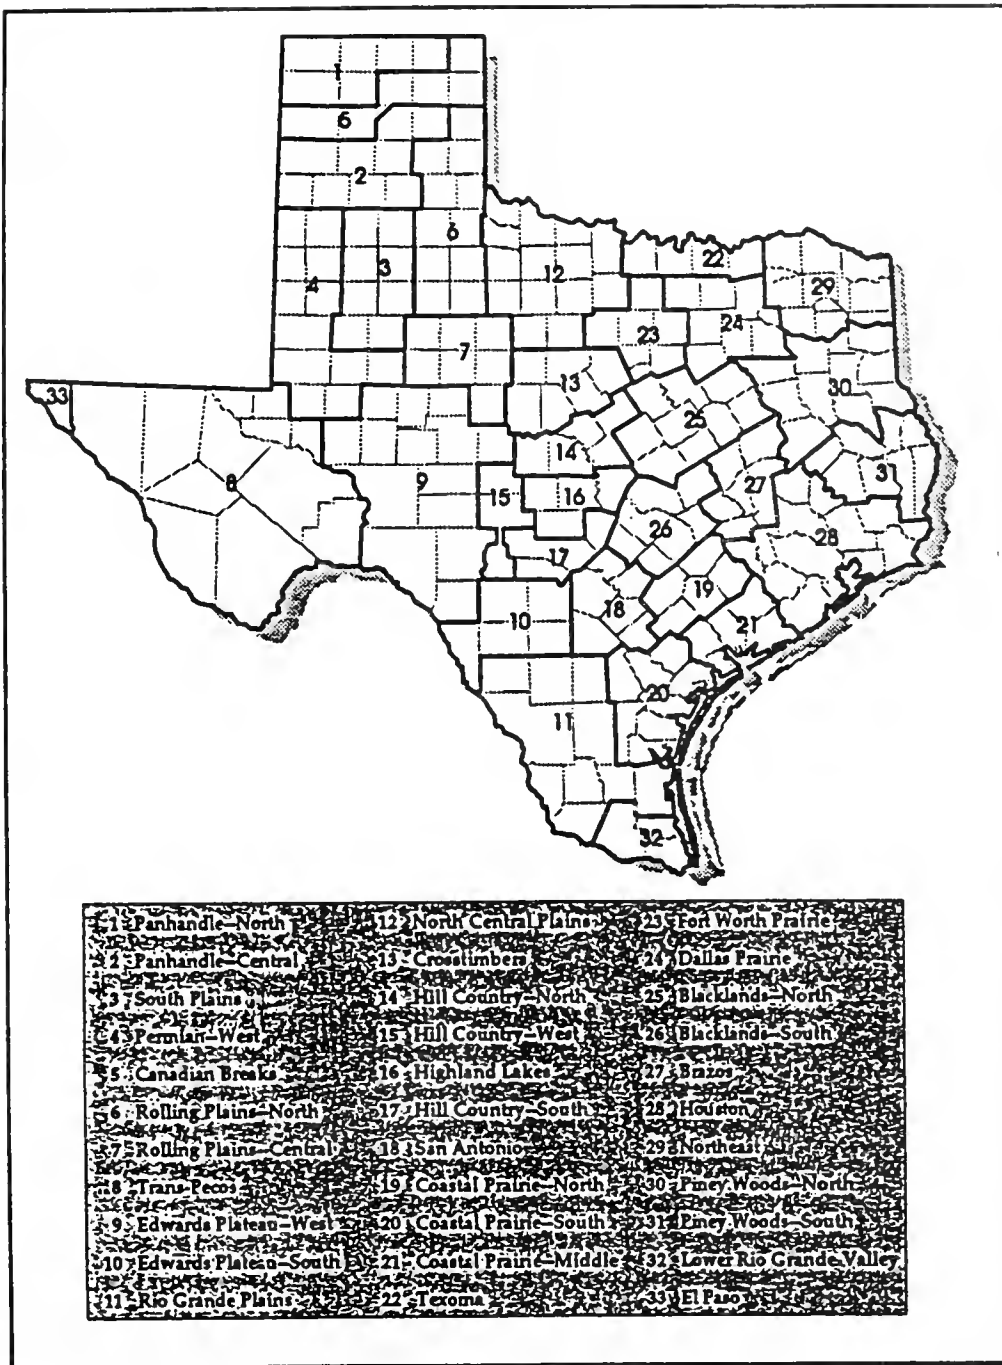 1
6
2
6
3
4
12
22
29
24
23
7
13
30
33
25
14
31
8
9
15
16
27
26
28
17
19
18
10
21
20
11
32
1 Panhandle—North
2 Panhandle—Central
3 South Plains
4 Permian—West
5 Canadian Breaks
6 Rolling Plains—North
7 Rolling Plains—Central
8 Trans Pecos
9 Edwards Plateau—West
10 Edwards Plateau—South
11 Rio Grande Plains
12 North Central Plains
13 Crosstimbers
14 Hill Country—North
15 Hill Country—West
16 Highland Lakes
17 Hill Country—South
18 San Antonio
19 Coastal Prairie—North
20 Coastal Prairie—South
21 Coastal Prairie—Middle
22 Texoma
23 Fort Worth Prairie
24 Dallas Prairie
25 Blacklands—North
26 Blacklands—South
27 Brazos
28 Houston
29 Northeast
30 Piney Woods—North
31 Piney Woods—South
32 Lower Rio Grande Valley
33 El Paso